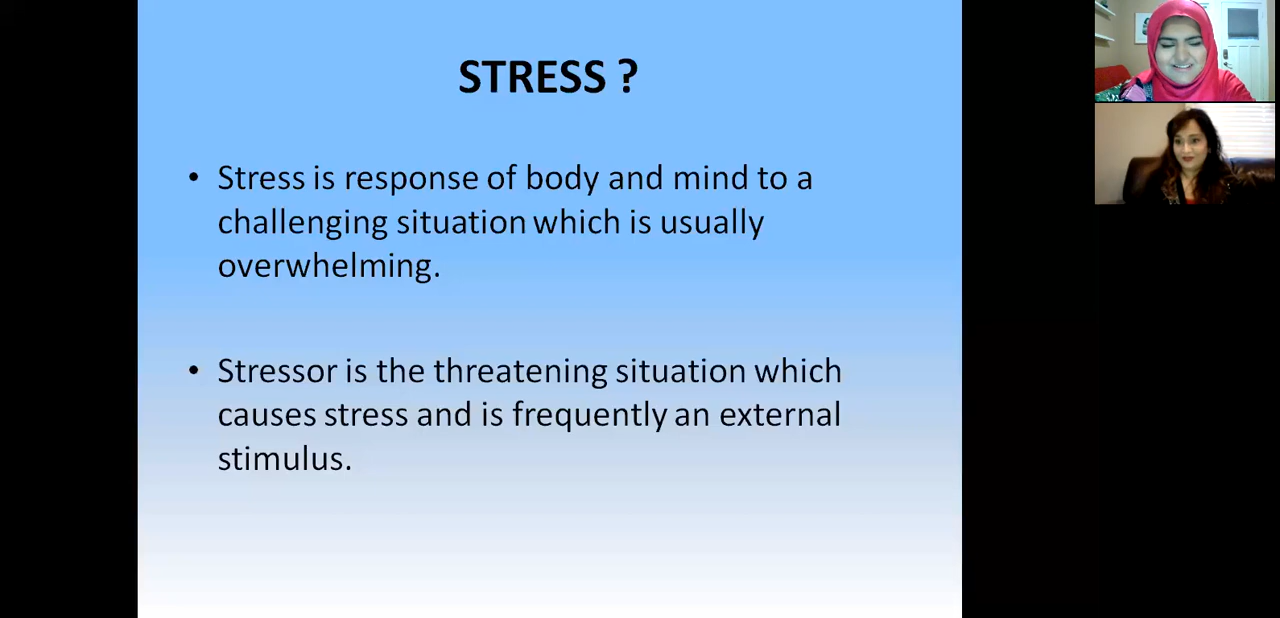 STRESS ?
• Stress is response of body and mind to a
challenging situation which is usually
overwhelming.
• Stressor is the threatening situation which
causes stress and is frequently an external
stimulus.